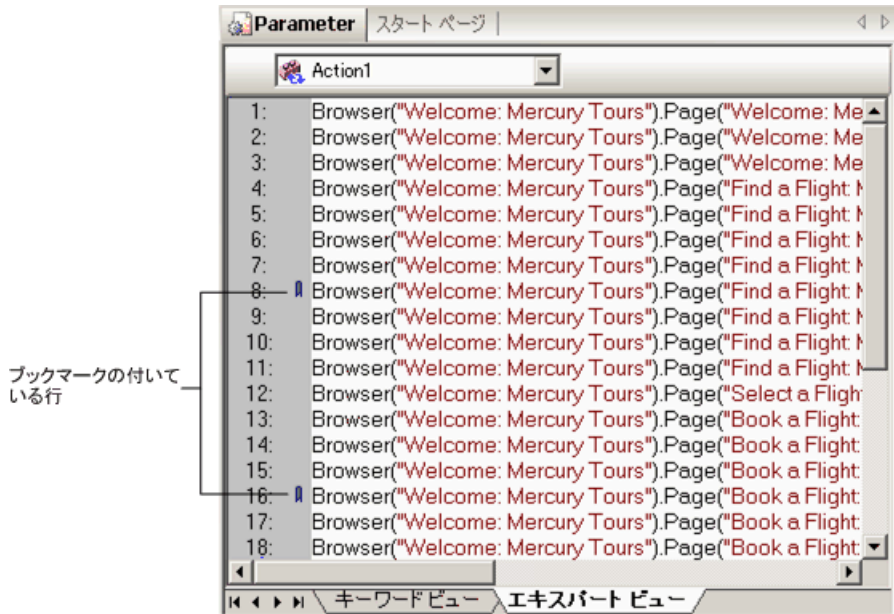 Parameter スタート ページ
Action1
1: Browser("Welcome: Mercury Tours").Page("Welcome: Me
2: Browser("Welcome: Mercury Tours").Page("Welcome: Me
3: Browser("Welcome: Mercury Tours").Page("Welcome: Me
4: Browser("Welcome: Mercury Tours").Page("Find a Flight: M
5: Browser("Welcome: Mercury Tours").Page("Find a Flight: M
6: Browser("Welcome: Mercury Tours").Page("Find a Flight: M
7: Browser("Welcome: Mercury Tours").Page("Find a Flight: M
8: Browser("Welcome: Mercury Tours").Page("Find a Flight: M
9: Browser("Welcome: Mercury Tours").Page("Find a Flight: M
10: Browser("Welcome: Mercury Tours").Page("Find a Flight: M
11: Browser("Welcome: Mercury Tours").Page("Find a Flight: M
ブックマークの付いて
いる行
12: Browser("Welcome: Mercury Tours").Page("Select a Fligh
13: Browser("Welcome: Mercury Tours").Page("Book a Flight:
14: Browser("Welcome: Mercury Tours").Page("Book a Flight:
15: Browser("Welcome: Mercury Tours").Page("Book a Flight:
16: Browser("Welcome: Mercury Tours").Page("Book a Flight:
17: Browser("Welcome: Mercury Tours").Page("Book a Flight:
18: Browser("Welcome: Mercury Tours").Page("Book a Flight:
キーワード ビュー エキスパート ビュー